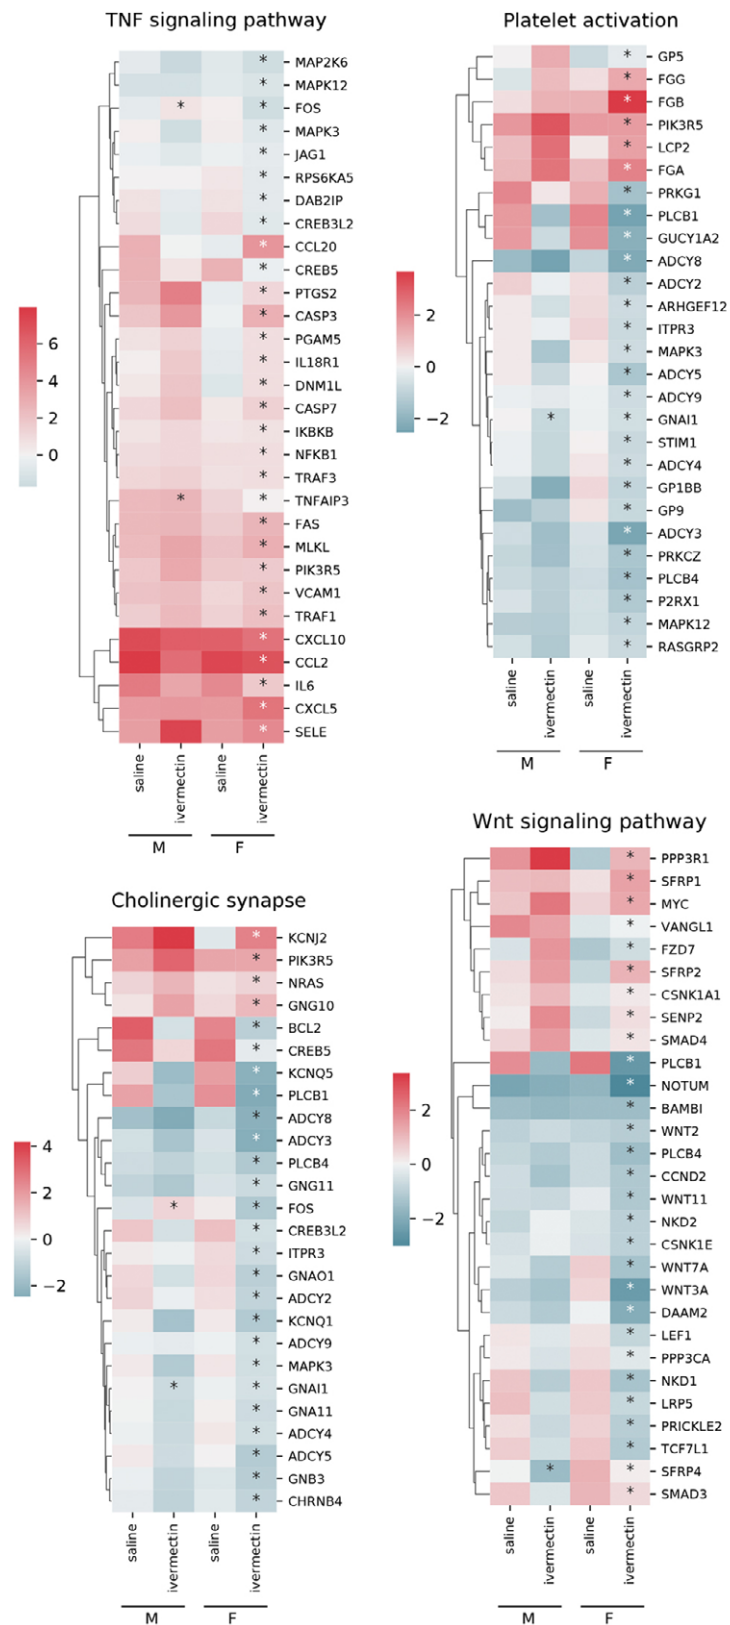 TNF signaling pathway
MAP2K6
*
MAPK12
*
FOS
*
*
MAPK3
*
JAG1
*
RPS6KA5
*
DAB2IP
*
CREB3L2
*
CCL20
*
CREB5
*
PTGS2
*
CASP3
*
PGAM5
*
IL18R1
*
DNM1L
*
CASP7
*
IKBKB
*
NFKB1
*
TRAF3
*
TNFAIP3
*
*
FAS
*
MLKL
*
PIK3R5
*
VCAM1
*
TRAF1
*
CXCL10
*
CCL2
*
IL6
*
CXCL5
*
SELE
*
6
4
2
0
saline
ivermectin
saline
ivermectin
M
F
Platelet activation
GP5
*
FGG
*
FGB
*
PIK3R5
*
LCP2
*
FGA
*
PRKG1
*
PLCB1
*
GUCY1A2
*
ADCY8
*
ADCY2
*
ARHGEF12
*
ITPR3
*
MAPK3
*
ADCY5
*
ADCY9
*
GNAI1
*
*
STIM1
*
ADCY4
*
GP1BB
*
GP9
*
ADCY3
*
PRKCZ
*
PLCB4
*
P2RX1
*
MAPK12
*
RASGRP2
*
2
0
−2
saline
ivermectin
saline
ivermectin
M
F
Cholinergic synapse
KCNJ2
*
PIK3R5
*
NRAS
*
GNG10
*
BCL2
*
CREB5
*
KCNQ5
*
PLCB1
*
ADCY8
*
ADCY3
*
PLCB4
*
GNG11
*
FOS
*
*
CREB3L2
*
ITPR3
*
GNAO1
*
ADCY2
*
KCNQ1
*
ADCY9
*
MAPK3
*
GNAI1
*
*
GNA11
*
ADCY4
*
ADCY5
*
GNB3
*
CHRNB4
*
4
2
0
−2
saline
ivermectin
saline
ivermectin
M
F
Wnt signaling pathway
PPP3R1
*
SFRP1
*
MYC
*
VANGL1
*
FZD7
*
SFRP2
*
CSNK1A1
*
SENP2
*
SMAD4
*
PLCB1
*
NOTUM
*
BAMBI
*
WNT2
*
PLCB4
*
CCND2
*
WNT11
*
NKD2
*
CSNK1E
*
WNT7A
*
WNT3A
*
DAAM2
*
LEF1
*
PPP3CA
*
NKD1
*
LRP5
*
PRICKLE2
*
TCF7L1
*
SFRP4
*
*
SMAD3
*
2
0
−2
saline
ivermectin
saline
ivermectin
M
F